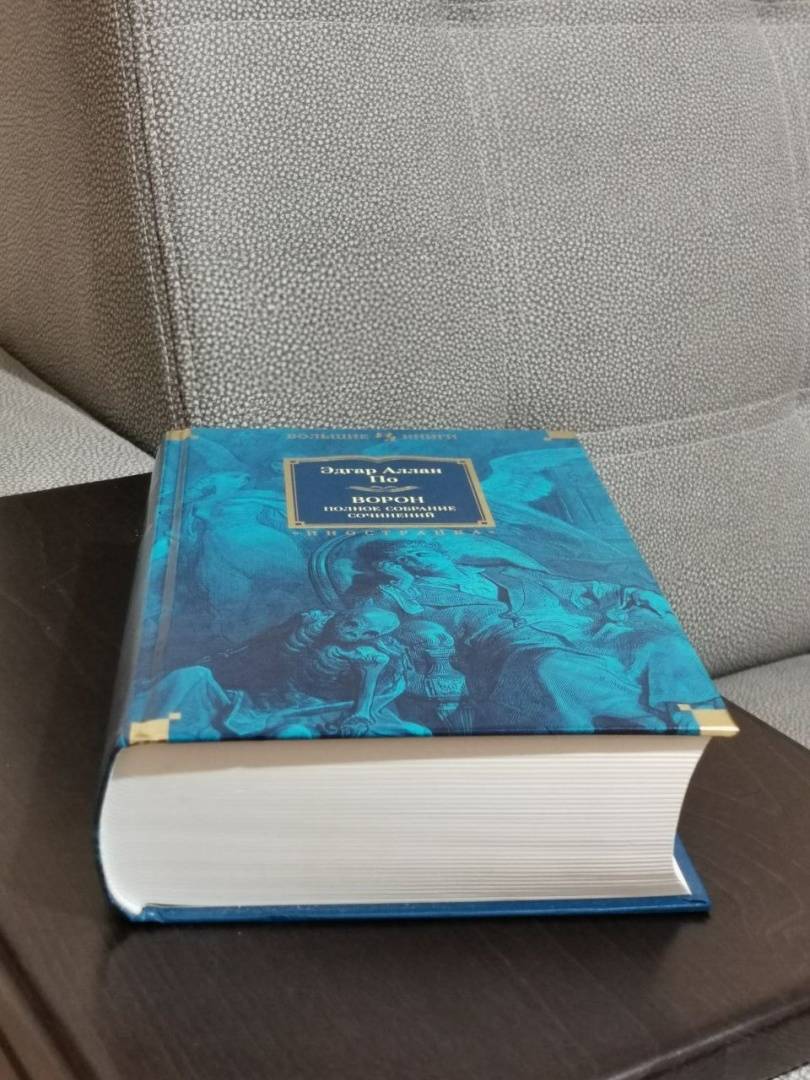 БОЛЬШИЕ КНИГИ
Эдгар Аллан
По
ВОРОН
ПОЛНОЕ СОБРАНИЕ
СОЧИНЕНИЙ
ИНОСТРАНКА